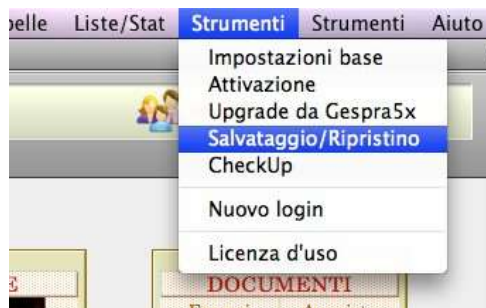 Liste/Stat Strumenti Strumenti Aiuto
Impostazioni base
Attivazione
Upgrade da Gespra5x
Salvataggio/Ripristino
CheckUp
Nuovo login
Licenza d'uso
DOCUMENTI